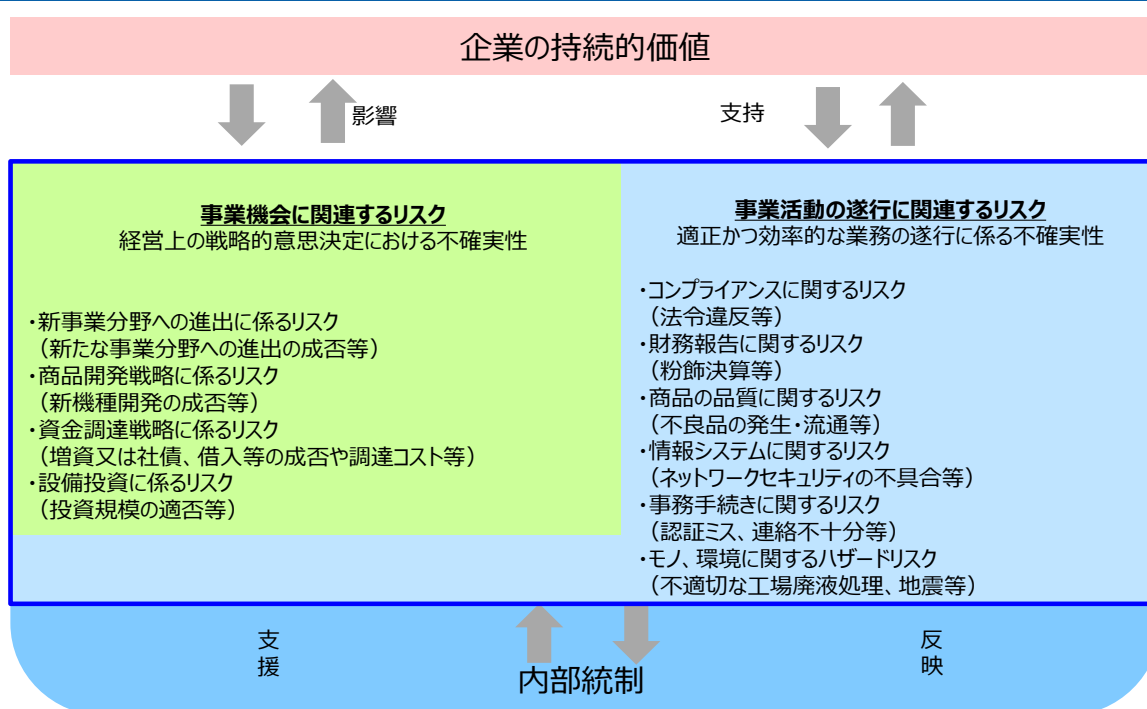 企業の持続的価値
影響
支持
事業機会に関連するリスク
経営上の戦略的意思決定における不確実性
・新事業分野への進出に係るリスク
（新たな事業分野への進出の成否等）
・商品開発戦略に係るリスク
（新機種開発の成否等）
・資金調達戦略に係るリスク
（増資又は社債、借入等の成否や調達コスト等）
・設備投資に係るリスク
（投資規模の適否等）
事業活動の遂行に関連するリスク
適正かつ効率的な業務の遂行に係る不確実性
・コンプライアンスに関するリスク
（法令違反等）
・財務報告に関するリスク
（粉飾決算等）
・商品の品質に関するリスク
（不良品の発生・流通等）
・情報システムに関するリスク
（ネットワークセキュリティの不具合等）
・事務手続きに関するリスク
（認証ミス、連絡不十分等）
・モノ、環境に関するハザードリスク
（不適切な工場廃液処理、地震等）
支援
内部統制
反映